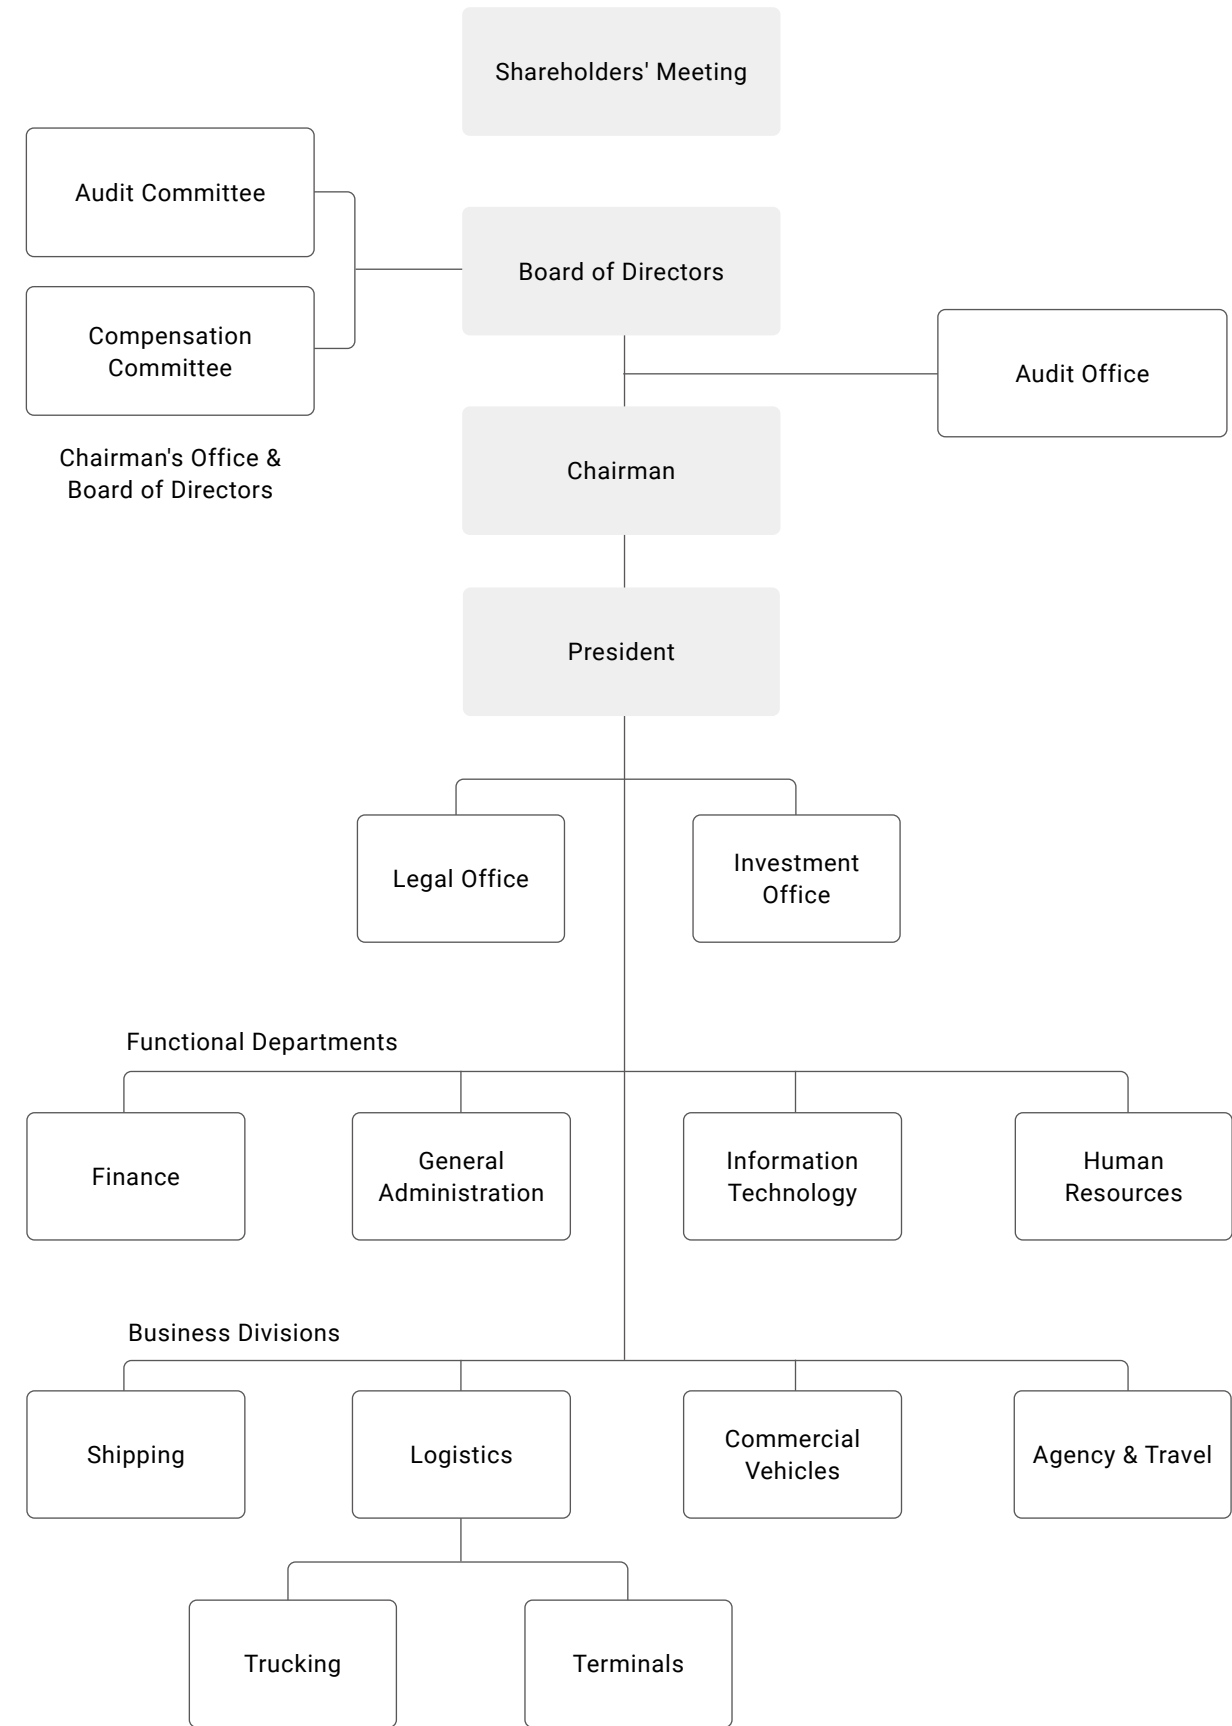 Shareholders' Meeting
Audit Committee
Board of Directors
Compensation
Committee
Audit Office
Chairman's Office &
Board of Directors
Chairman
President
Legal Office
Investment
Office
Functional Departments
Finance
General
Administration
Information
Technology
Human
Resources
Business Divisions
Shipping
Logistics
Commercial
Vehicles
Agency & Travel
Trucking
Terminals